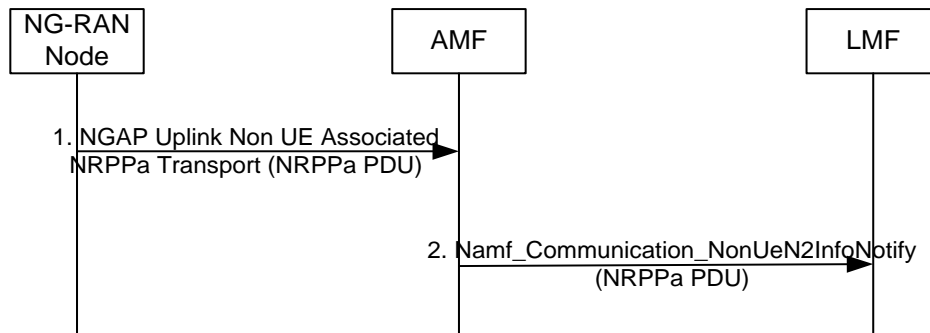 NG-RAN
Node
AMF
LMF
1. NGAP Uplink Non UE Associated
NRPPa Transport (NRPPa PDU)
2. Namf_Communication_NonUeN2InfoNotify
(NRPPa PDU)